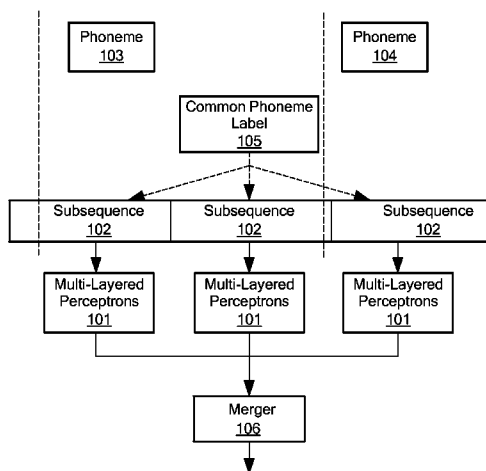 Phoneme
103
Phoneme
104
Common Phoneme
Label
105
Subsequence
102
Subsequence
102
Subsequence
102
Multi-Layered
Perceptrons
101
Multi-Layered
Perceptrons
101
Multi-Layered
Perceptrons
101
Merger
106